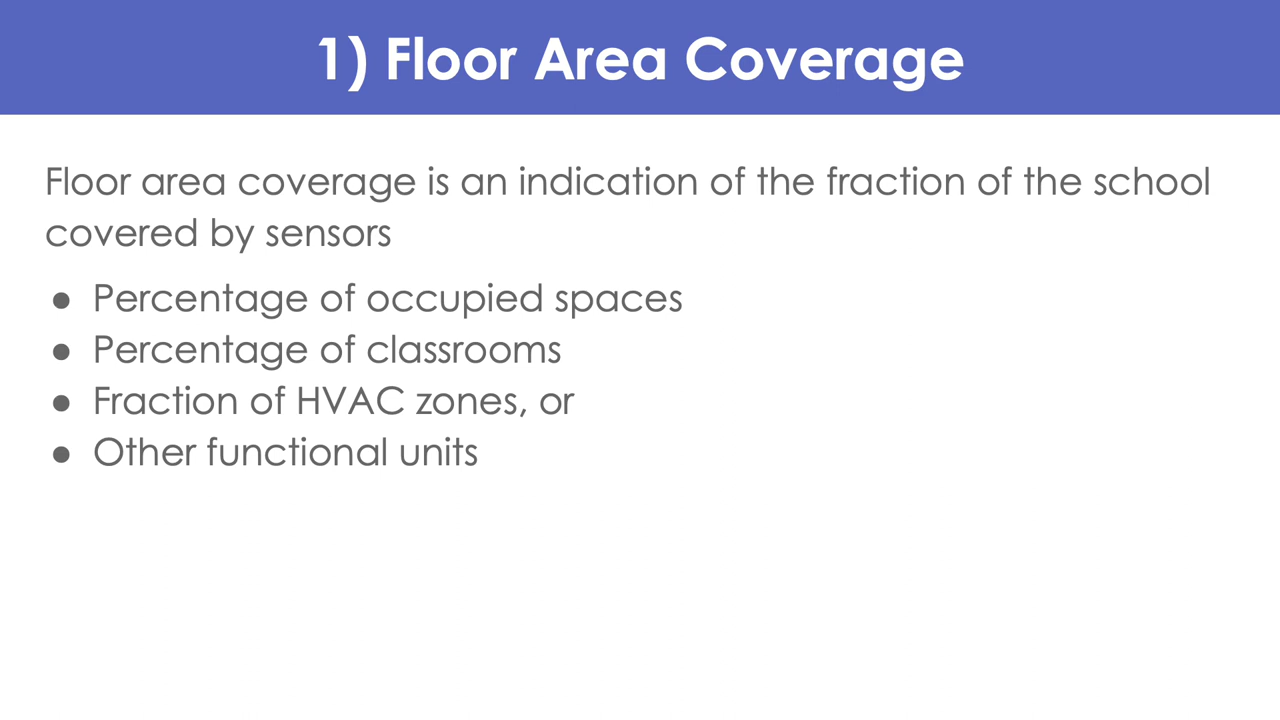 1) Floor Area Coverage
Floor area coverage is an indication of the fraction of the school
covered by sensors
● Percentage of occupied spaces
● Percentage of classrooms
● Fraction of HVAC zones, or
● Other functional units